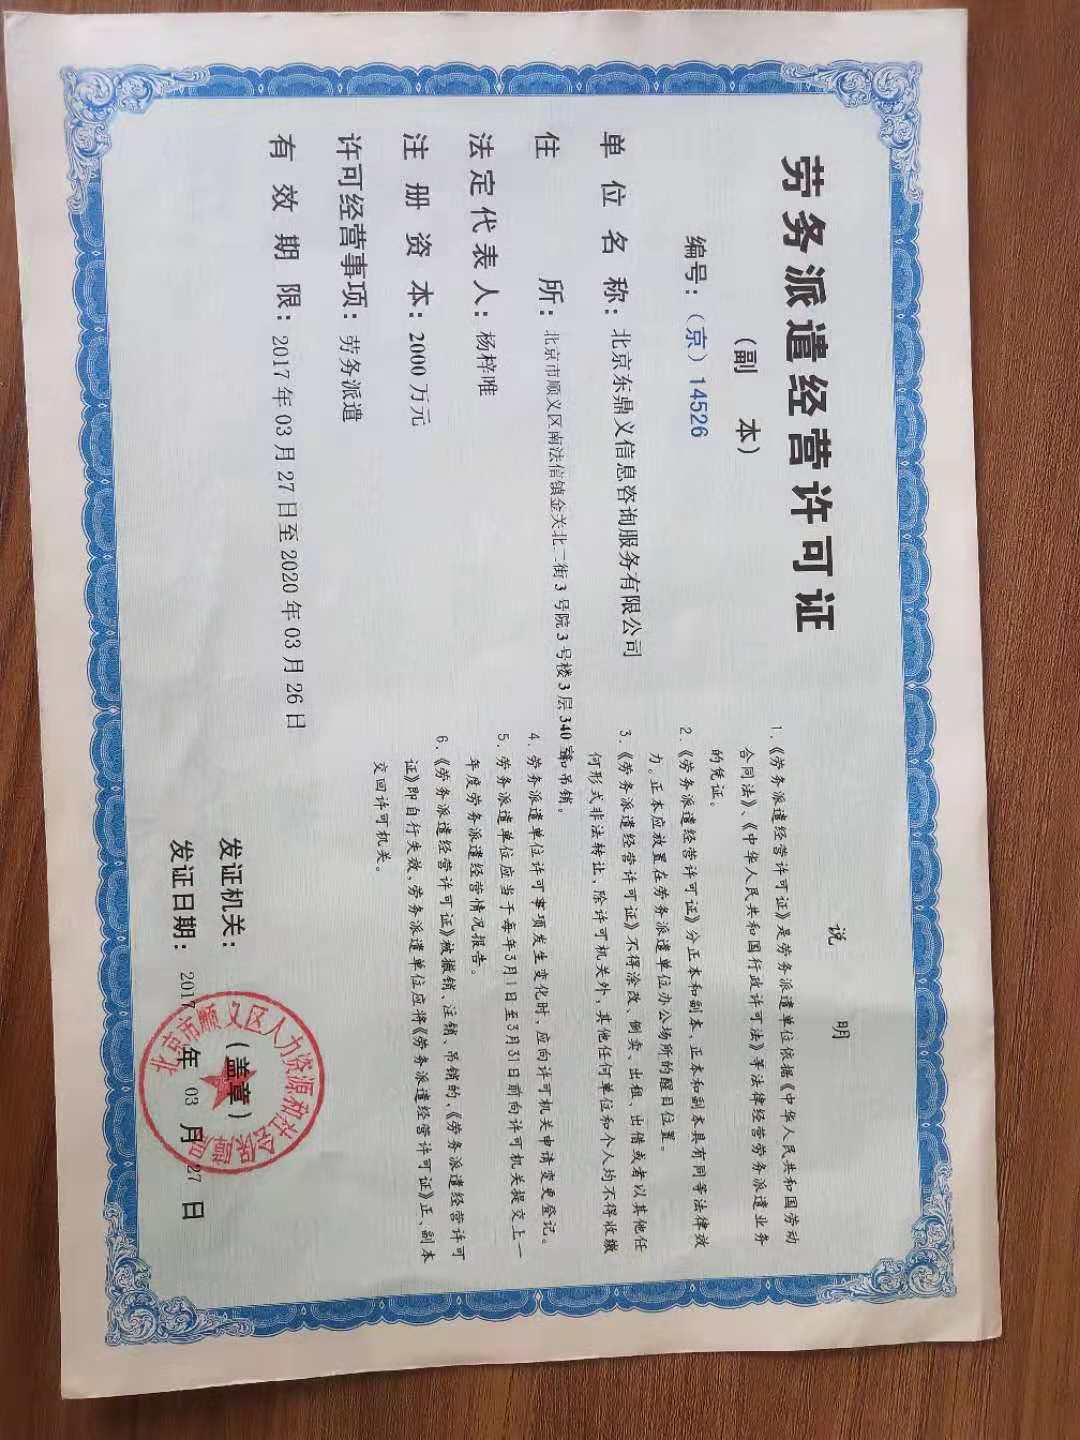 劳务派遣经营许可证
(副 本)
编号：(京)14526
单位名称：北京东鼎义信息咨询服务有限公司
住 所：北京市顺义区南法信镇金关北二街3号院3号楼3层340室
法定代表人：杨梓唯
注册资本：2000万元
许可经营事项：劳务派遣
有效期限：2017年03月27日至2020年03月26日
说 明
1.《劳务派遣经营许可证》是劳务派遣单位依据《中华人民共和国劳动
合同法》、《中华人民共和国行政许可法》等法律经营劳务派遣业务
的凭证。
2.《劳务派遣经营许可证》分正本和副本，正本和副本具有同等法律效
力。正本应放置在劳务派遣单位办公场所的醒目位置。
3.《劳务派遣经营许可证》不得涂改、倒卖、出租、出借或者以其他任
何形式非法转让，除许可机关外，其他任何单位和个人均不得收缴
和吊销。
4. 劳务派遣单位许可事项发生变化时，应向许可机关申请变更登记。
5. 劳务派遣单位应当于每年3月1日至3月31日前向许可机关提交上一
年度劳务派遣经营情况报告。
6.《劳务派遣经营许可证》被撤销、注销、吊销的，《劳务派遣经营许可
证》即自行失效，劳务派遣单位应将《劳务派遣经营许可证》正、副本
交回许可机关。
发证机关：(盖章)
发证日期：2017年03月27日
北京市顺义区人力资源和社会保障局